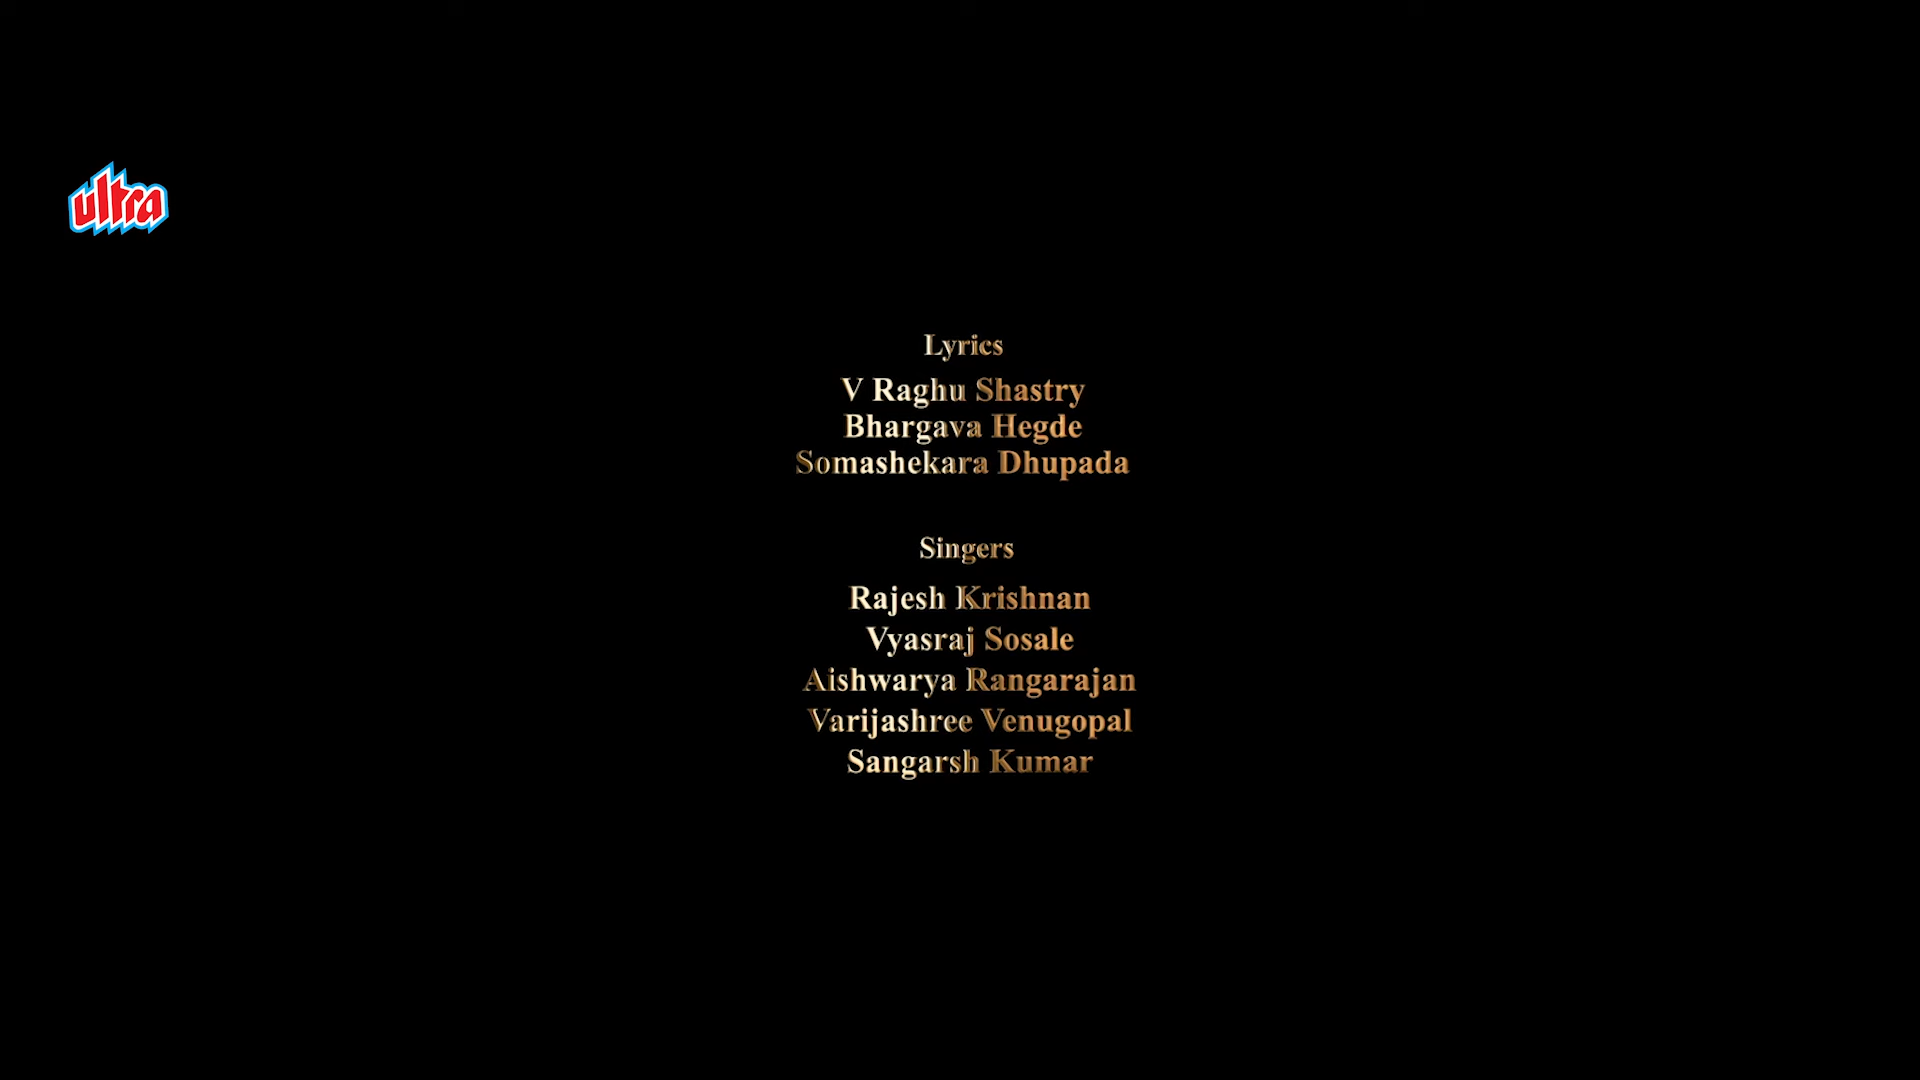 ultra
Lyrics
V Raghu Shastry
Bhargava Hegde
Somashekara Dhupada
Singers
Rajesh Krishnan
Vyasraj Sosale
Aishwarya Rangarajan
Varijashree Venugopal
Sangarsh Kumar